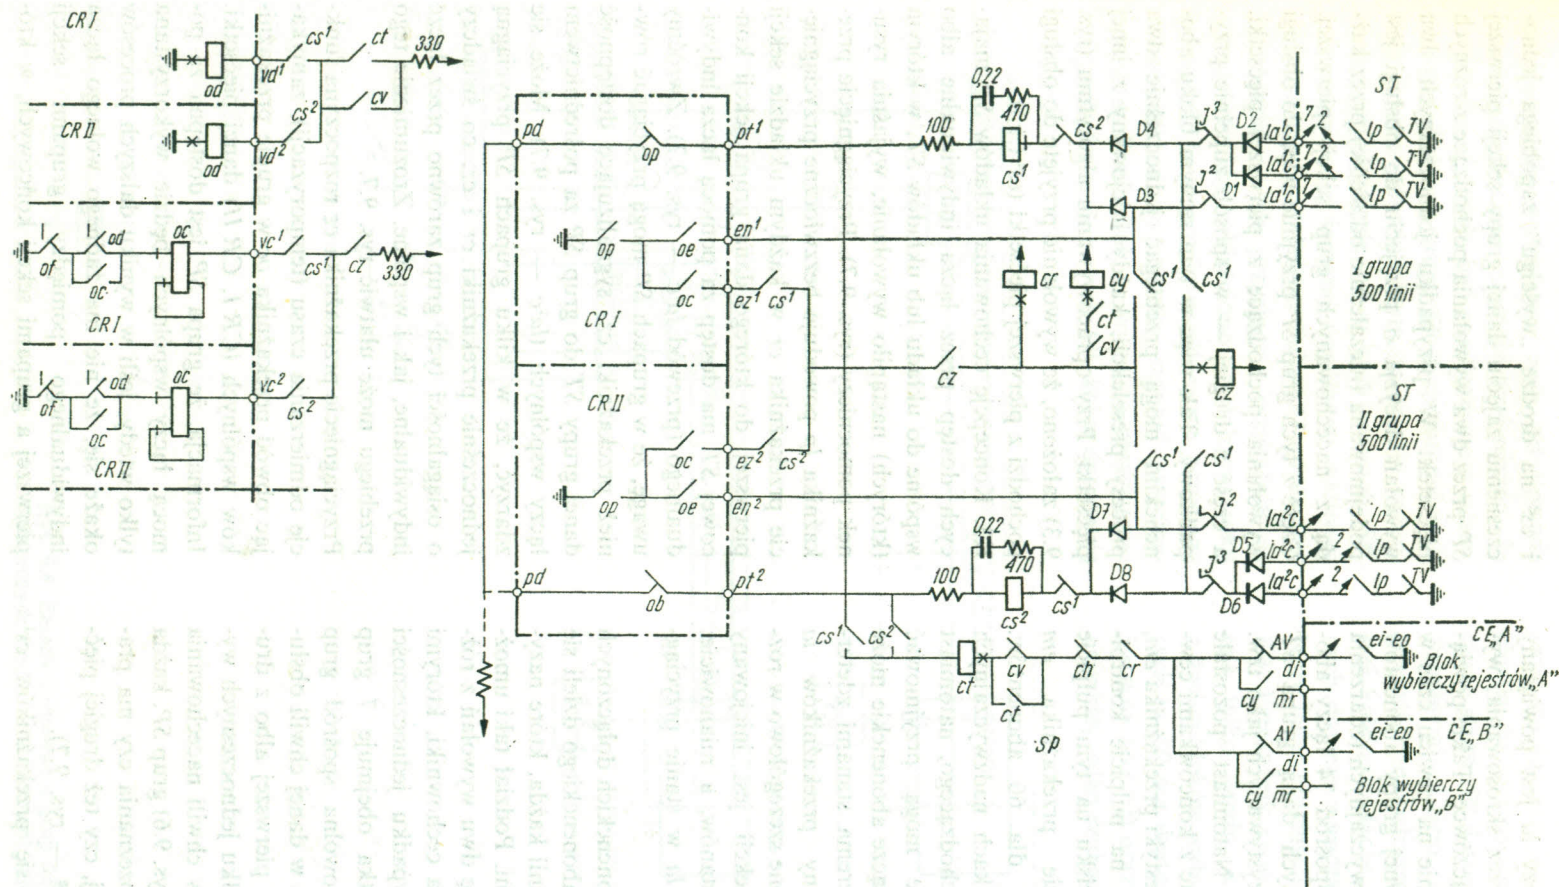 CR I
od
vd¹
cs¹
ct
330
CR II
od
vd²
cs²
cv
1
of
1
od
oc
oc
vc¹
cs¹
cz
330
CR I
1
of
1
od
oc
oc
vc²
cs²
CR II
pd
op
pt¹
op
oe
en¹
oc
ez¹
cs¹
CR I
CR II
oc
ez²
cs²
op
oe
en²
pd
ob
pt²
100
0,22
470
cs¹
cs²
D4
D3
J³
J²
D2
D1
la¹c
7
2
lp
TV
la¹c
7
2
lp
TV
la¹c
7
lp
TV
ST
I grupa
500 linii
cr
cy
ct
cv
cs¹
cs¹
cz
cz
ST
II grupa
500 linii
cs¹
cs¹
D7
J²
la²c
lp
TV
D5
la²c
2
lp
TV
D8
J³
D6
la²c
2
lp
TV
100
0,22
470
cs²
cs¹
cs¹
cs²
ct
cv
ct
ch
cr
SP
AV
di
cy
mr
ei-eo
CE„A”
Blok
wybierczy rejestrów„A”
AV
di
cy
mr
ei-eo
CE„B”
Blok wybierczy
rejestrów„B”